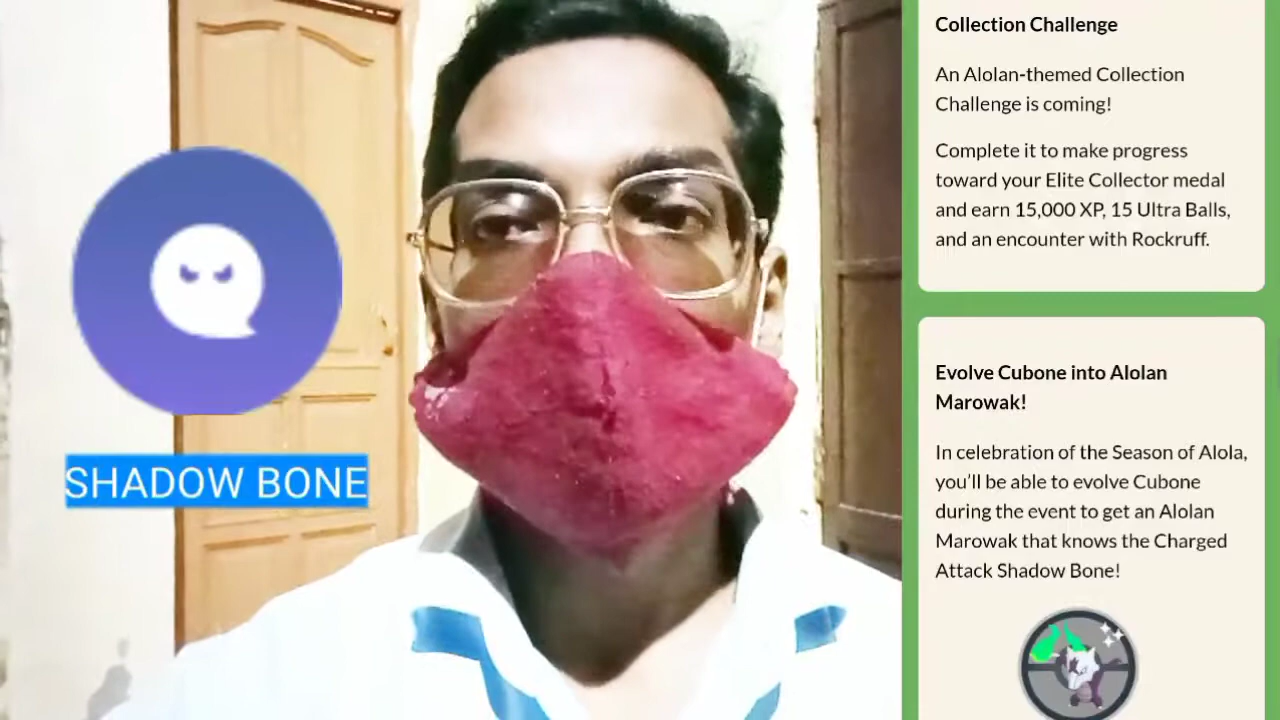 SHADOW BONE
Collection Challenge
An Alolan-themed Collection
Challenge is coming!
Complete it to make progress
toward your Elite Collector medal
and earn 15,000 XP, 15 Ultra Balls,
and an encounter with Rockruff.
Evolve Cubone into Alolan
Marowak!
In celebration of the Season of Alola,
you’ll be able to evolve Cubone
during the event to get an Alolan
Marowak that knows the Charged
Attack Shadow Bone!